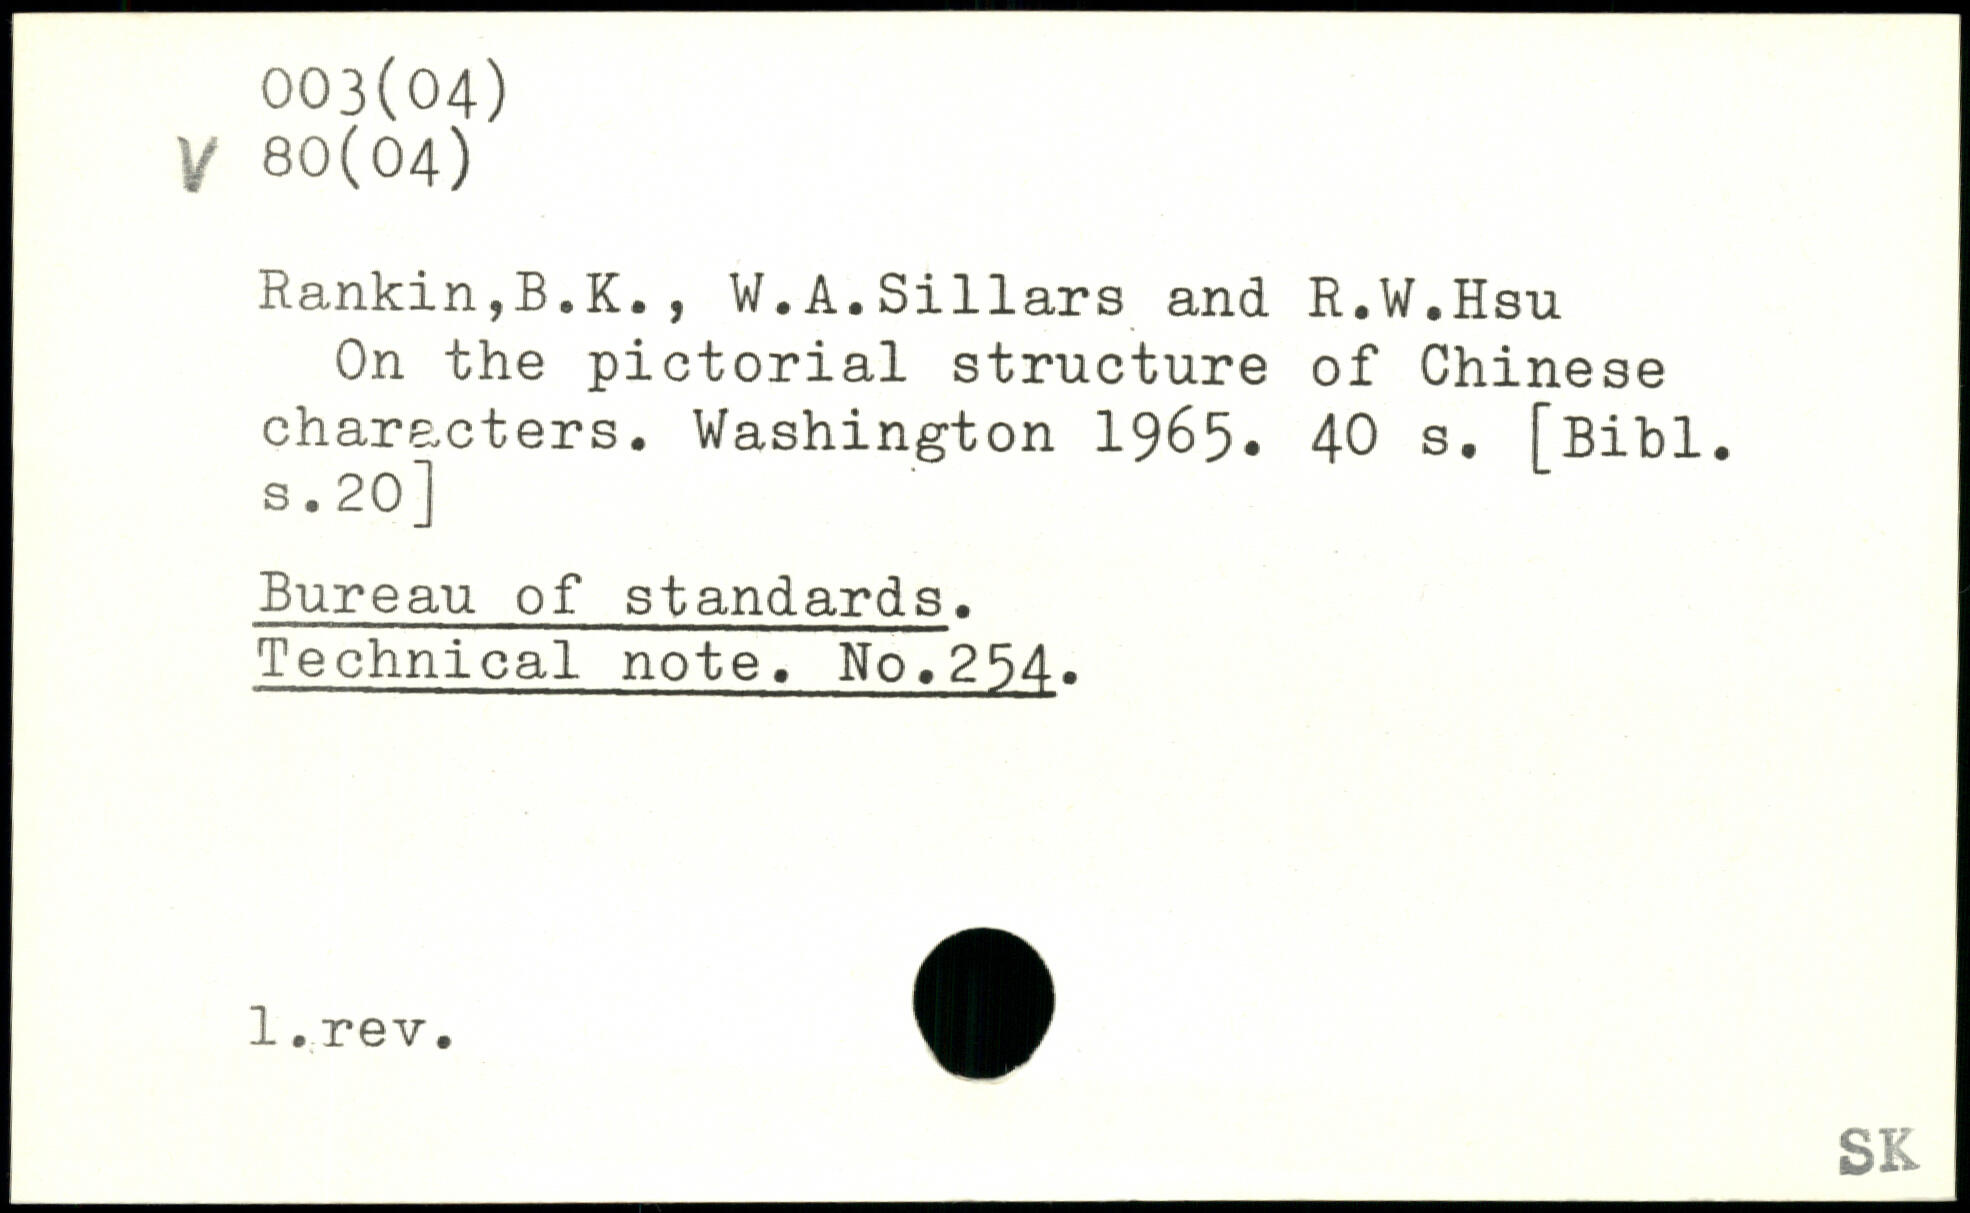 003(04)
V 80(04)
Rankin,B.K., W.A.Sillars and R.W.Hsu
On the pictorial structure of Chinese
characters. Washington 1965. 40 s. [Bibl.
s.20]
Bureau of standards.
Technical note. No.254.
1.rev.
SK